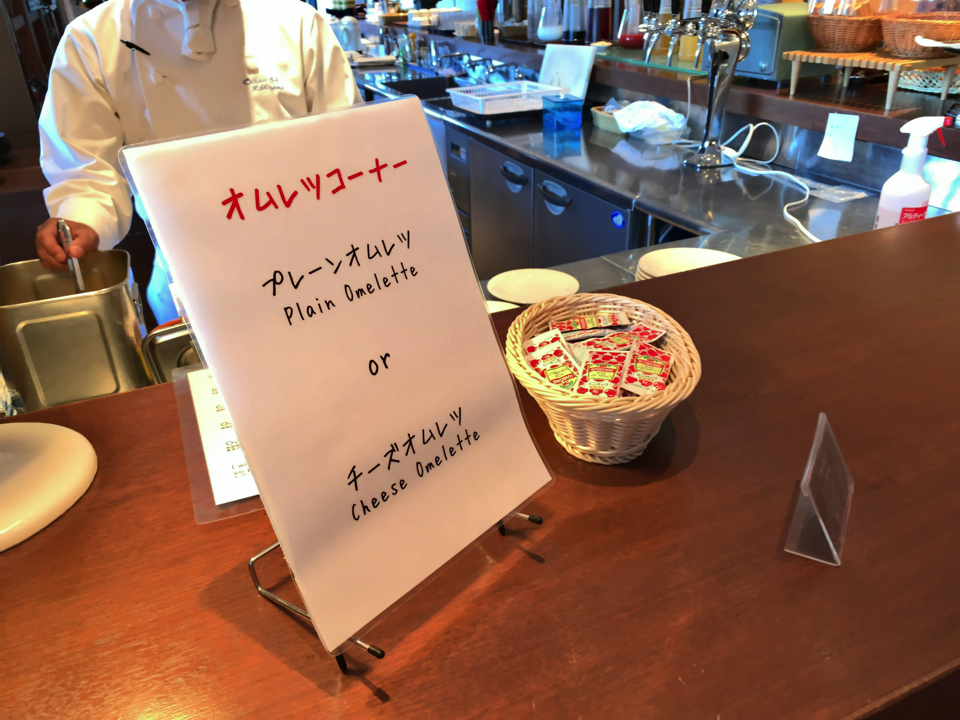 オムレツコーナー
プレーンオムレツ
Plain Omelette
or
チーズオムレツ
Cheese Omelette